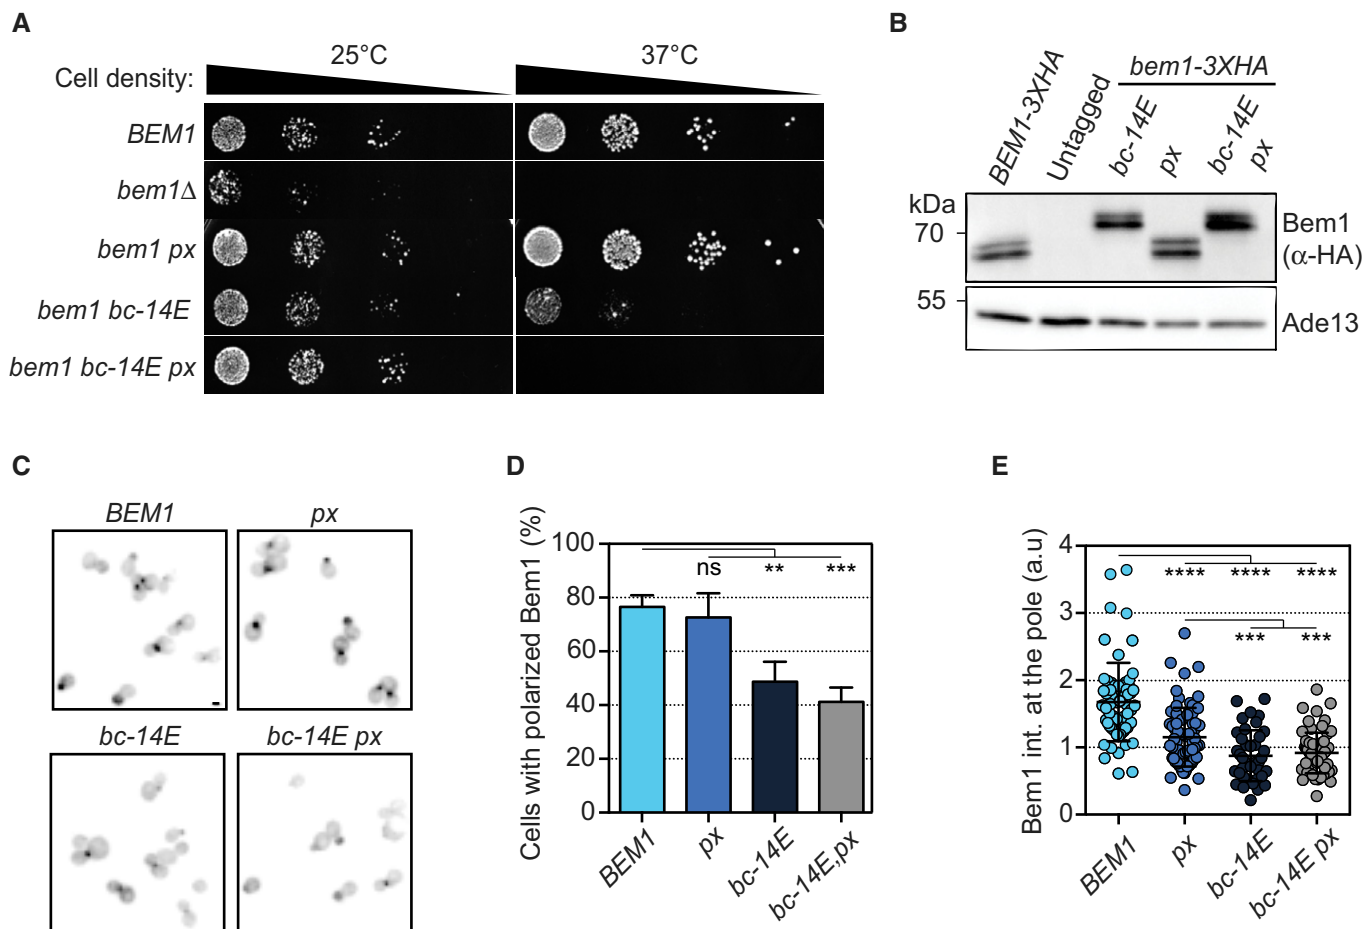 A
25°C
37°C
Cell density:
BEM1
bem1Δ
bem1 px
bem1 bc-14E
bem1 bc-14E px
B
bem1-3XHA
BEM1-3XHA
Untagged
bc-14E
px
bc-14E
px
kDa
70
55
Bem1
(α-HA)
Ade13
C
BEM1
px
bc-14E
bc-14E px
D
Cells with polarized Bem1 (%)
100
80
60
40
20
0
ns
**
***
BEM1
px
bc-14E
bc-14E,px
E
Bem1 int. at the pole (a.u)
4
3
2
1
0
**** **** ****
*** ***
BEM1
px
bc-14E
bc-14E px